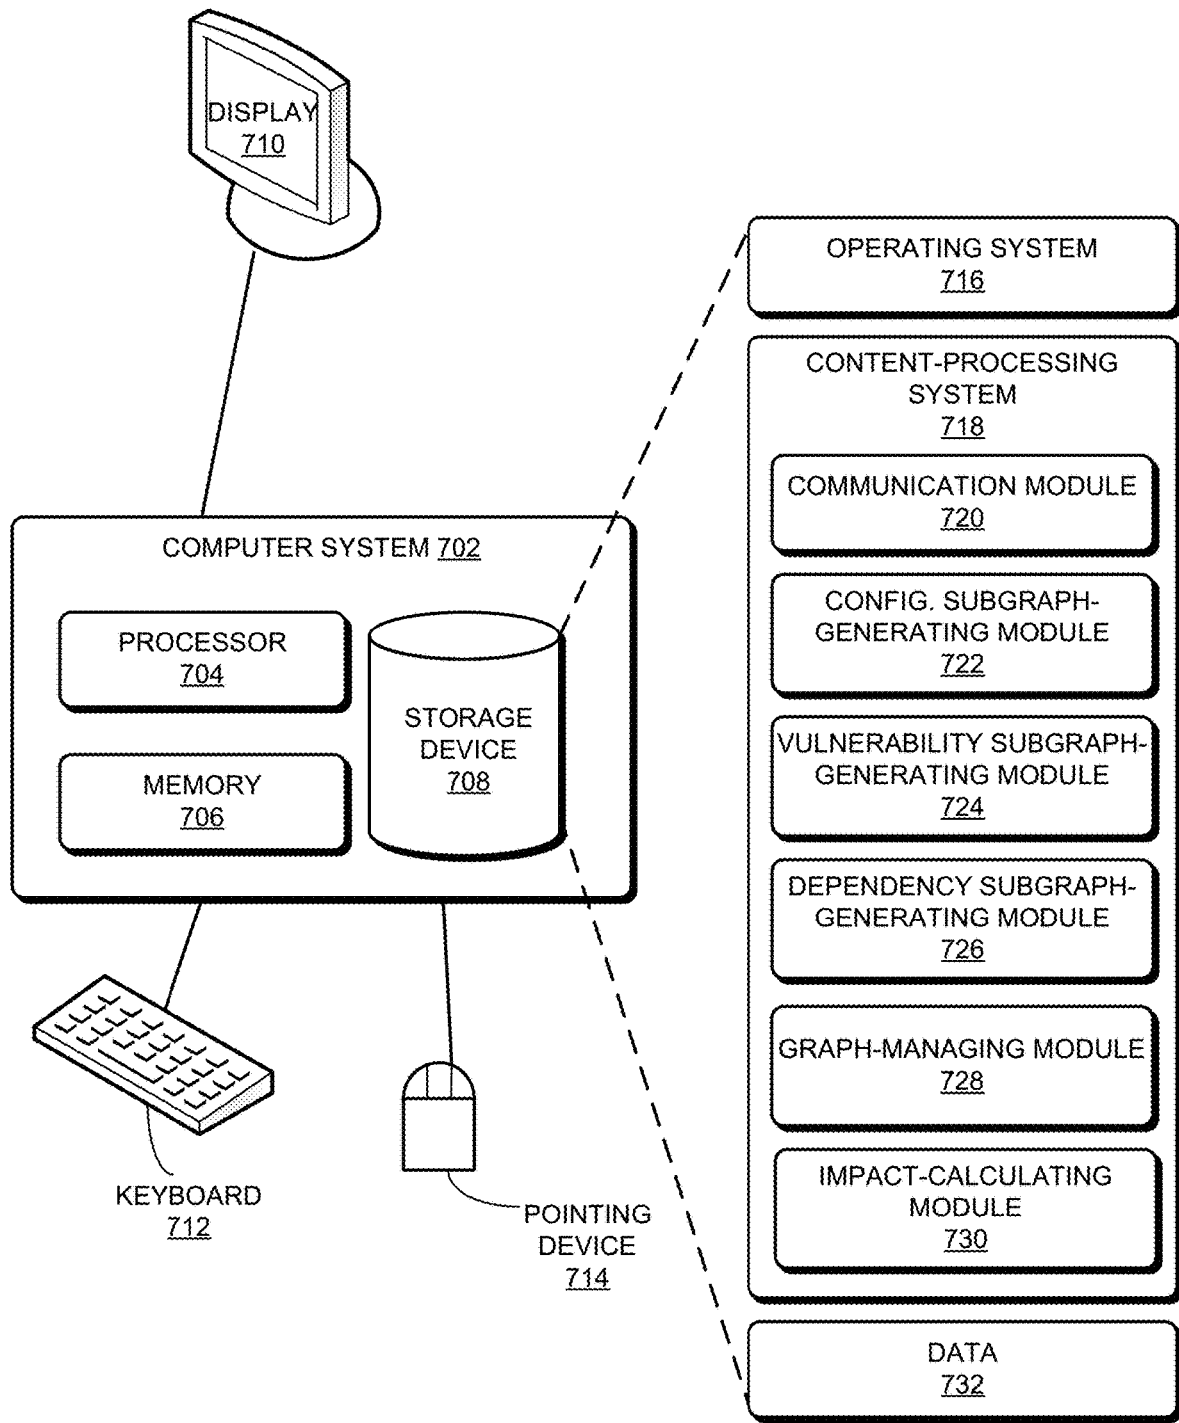 DISPLAY
710
COMPUTER SYSTEM 702
PROCESSOR
704
MEMORY
706
STORAGE
DEVICE
708
KEYBOARD
712
POINTING
DEVICE
714
OPERATING SYSTEM
716
CONTENT-PROCESSING
SYSTEM
718
COMMUNICATION MODULE
720
CONFIG. SUBGRAPH-
GENERATING MODULE
722
VULNERABILITY SUBGRAPH-
GENERATING MODULE
724
DEPENDENCY SUBGRAPH-
GENERATING MODULE
726
GRAPH-MANAGING MODULE
728
IMPACT-CALCULATING
MODULE
730
DATA
732